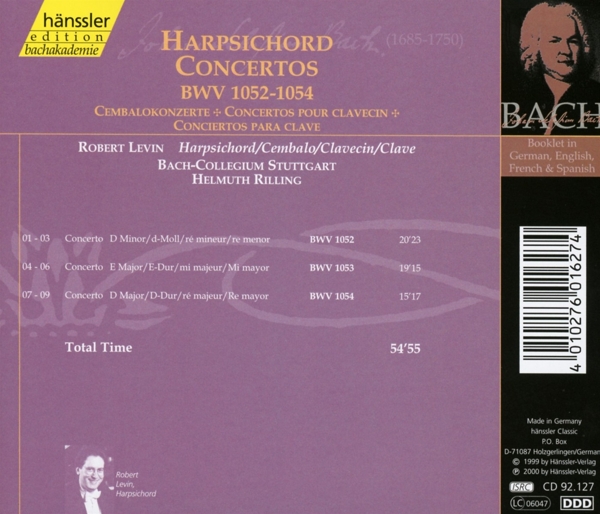 hänssler
edition
bachakademie
(1685-1750)
HARPSICHORD
CONCERTOS
BWV 1052-1054
CEMBALOKONZERTE + CONCERTOS POUR CLAVECIN +
CONCIERTOS PARA CLAVE
ROBERT LEVIN Harpsichord/Cembalo/Clavecin/Clave
BACH-COLLEGIUM STUTTGART
HELMUTH RILLING
01 - 03 Concerto D Minor/d-Moll/ré mineur/re menor BWV 1052 20'23
04 - 06 Concerto E Major/E-Dur/mi majeur/Mi mayor BWV 1053 19'15
07 - 09 Concerto D Major/D-Dur/ré majeur/Re mayor BWV 1054 15'17
Total Time 54'55
Robert
Levin,
Harpsichord
BACH
Booklet in
German, English,
French & Spanish
4 010276 016274
Made in Germany
hänssler Classic
P.O. Box
D-71087 Holzgerlingen/German
© 1999 by Hänssler-Verlag
℗ 2000 by Hänssler-Verlag
ISRC CD 92.127
LC 06047 DDD